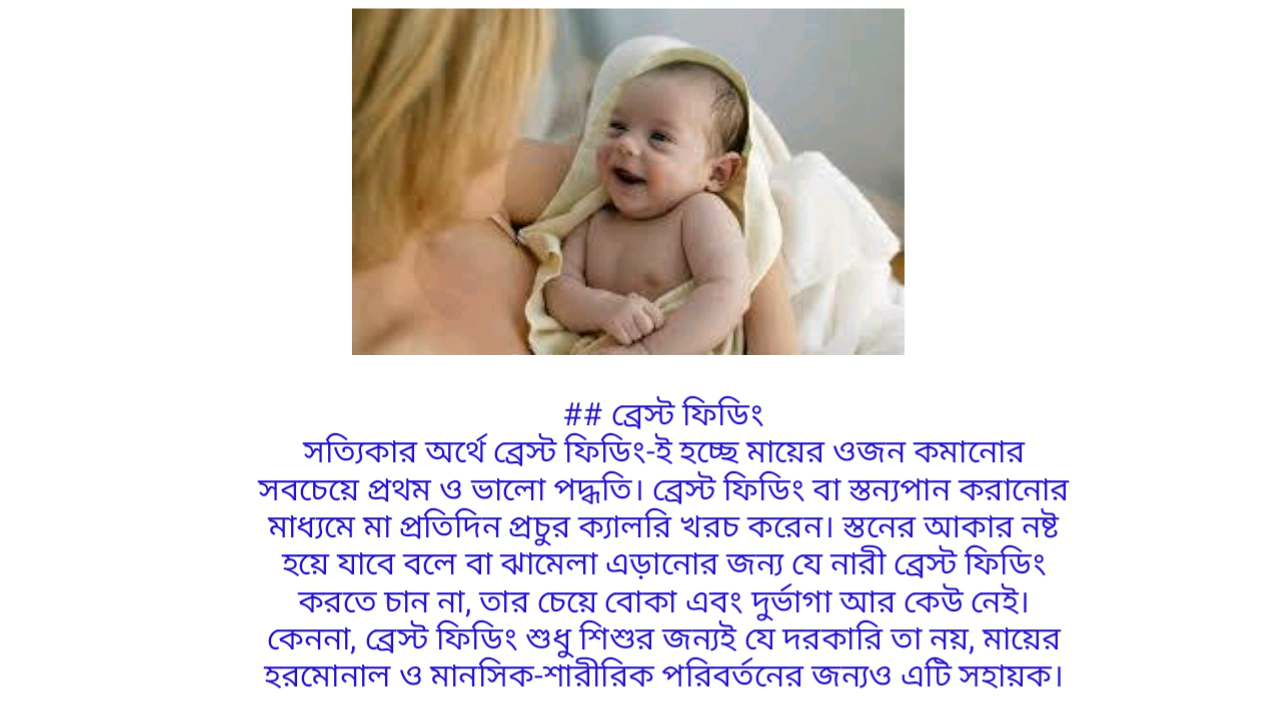 ## ব্রেস্ট ফিডিং
সত্যিকার অর্থে ব্রেস্ট ফিডিং-ই হচ্ছে মায়ের ওজন কমানোর
সবচেয়ে প্রথম ও ভালো পদ্ধতি। ব্রেস্ট ফিডিং বা স্তন্যপান করানোর
মাধ্যমে মা প্রতিদিন প্রচুর ক্যালরি খরচ করেন। স্তনের আকার নষ্ট
হয়ে যাবে বলে বা ঝামেলা এড়ানোর জন্য যে নারী ব্রেস্ট ফিডিং
করতে চান না, তার চেয়ে বোকা এবং দুর্ভাগা আর কেউ নেই।
কেননা, ব্রেস্ট ফিডিং শুধু শিশুর জন্যই যে দরকারি তা নয়, মায়ের
হরমোনাল ও মানসিক-শারীরিক পরিবর্তনের জন্যও এটি সহায়ক।